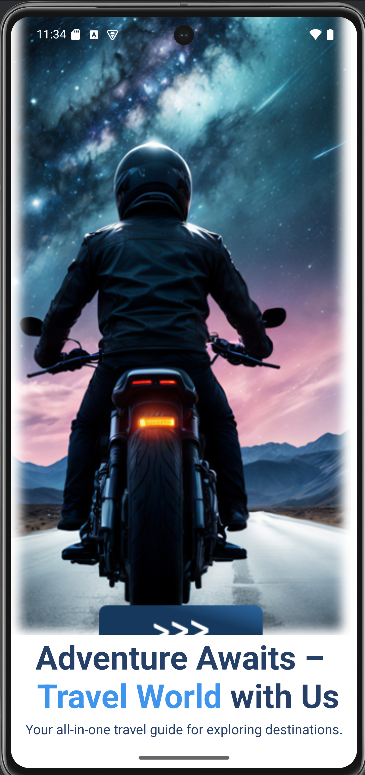 11:34
>>>
Adventure Awaits –
Travel World with Us
Your all-in-one travel guide for exploring destinations.